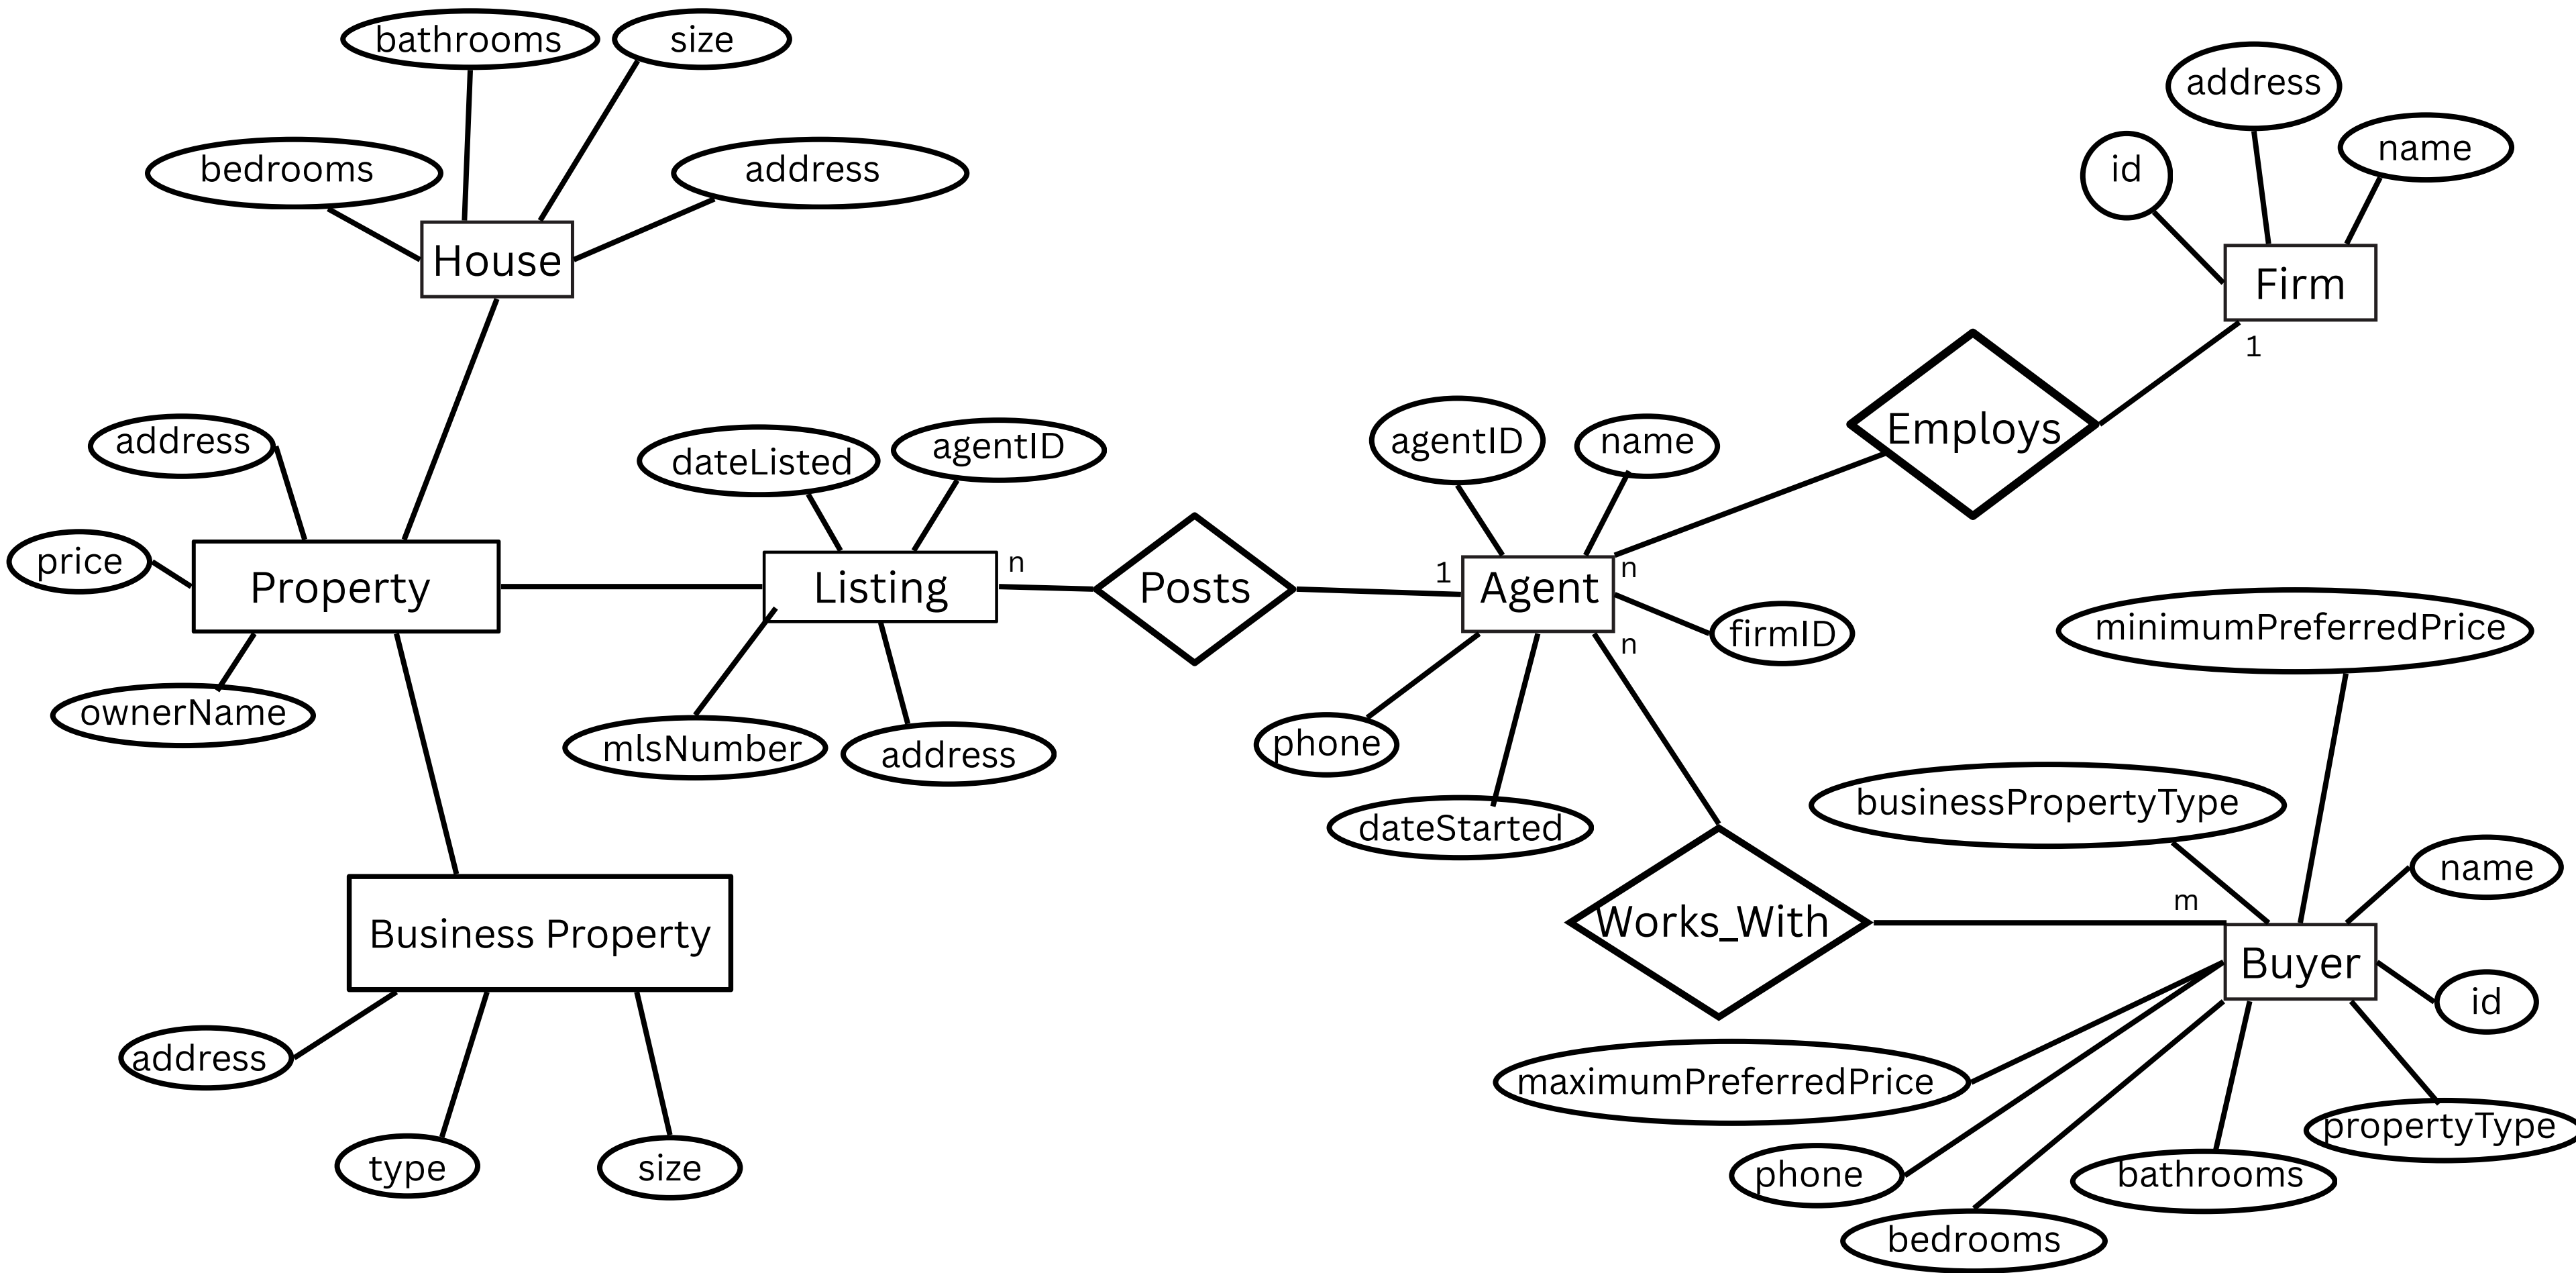 bathrooms
size
address
bedrooms
address
id
name
House
Firm
1
Employs
address
dateListed
agentID
agentID
name
price
Property
Listing
n
Posts
1
Agent
n
firmID
minimumPreferredPrice
n
ownerName
mlsNumber
address
phone
businessPropertyType
dateStarted
name
m
Works_With
Business Property
Buyer
id
address
maximumPreferredPrice
propertyType
type
size
phone
bathrooms
bedrooms